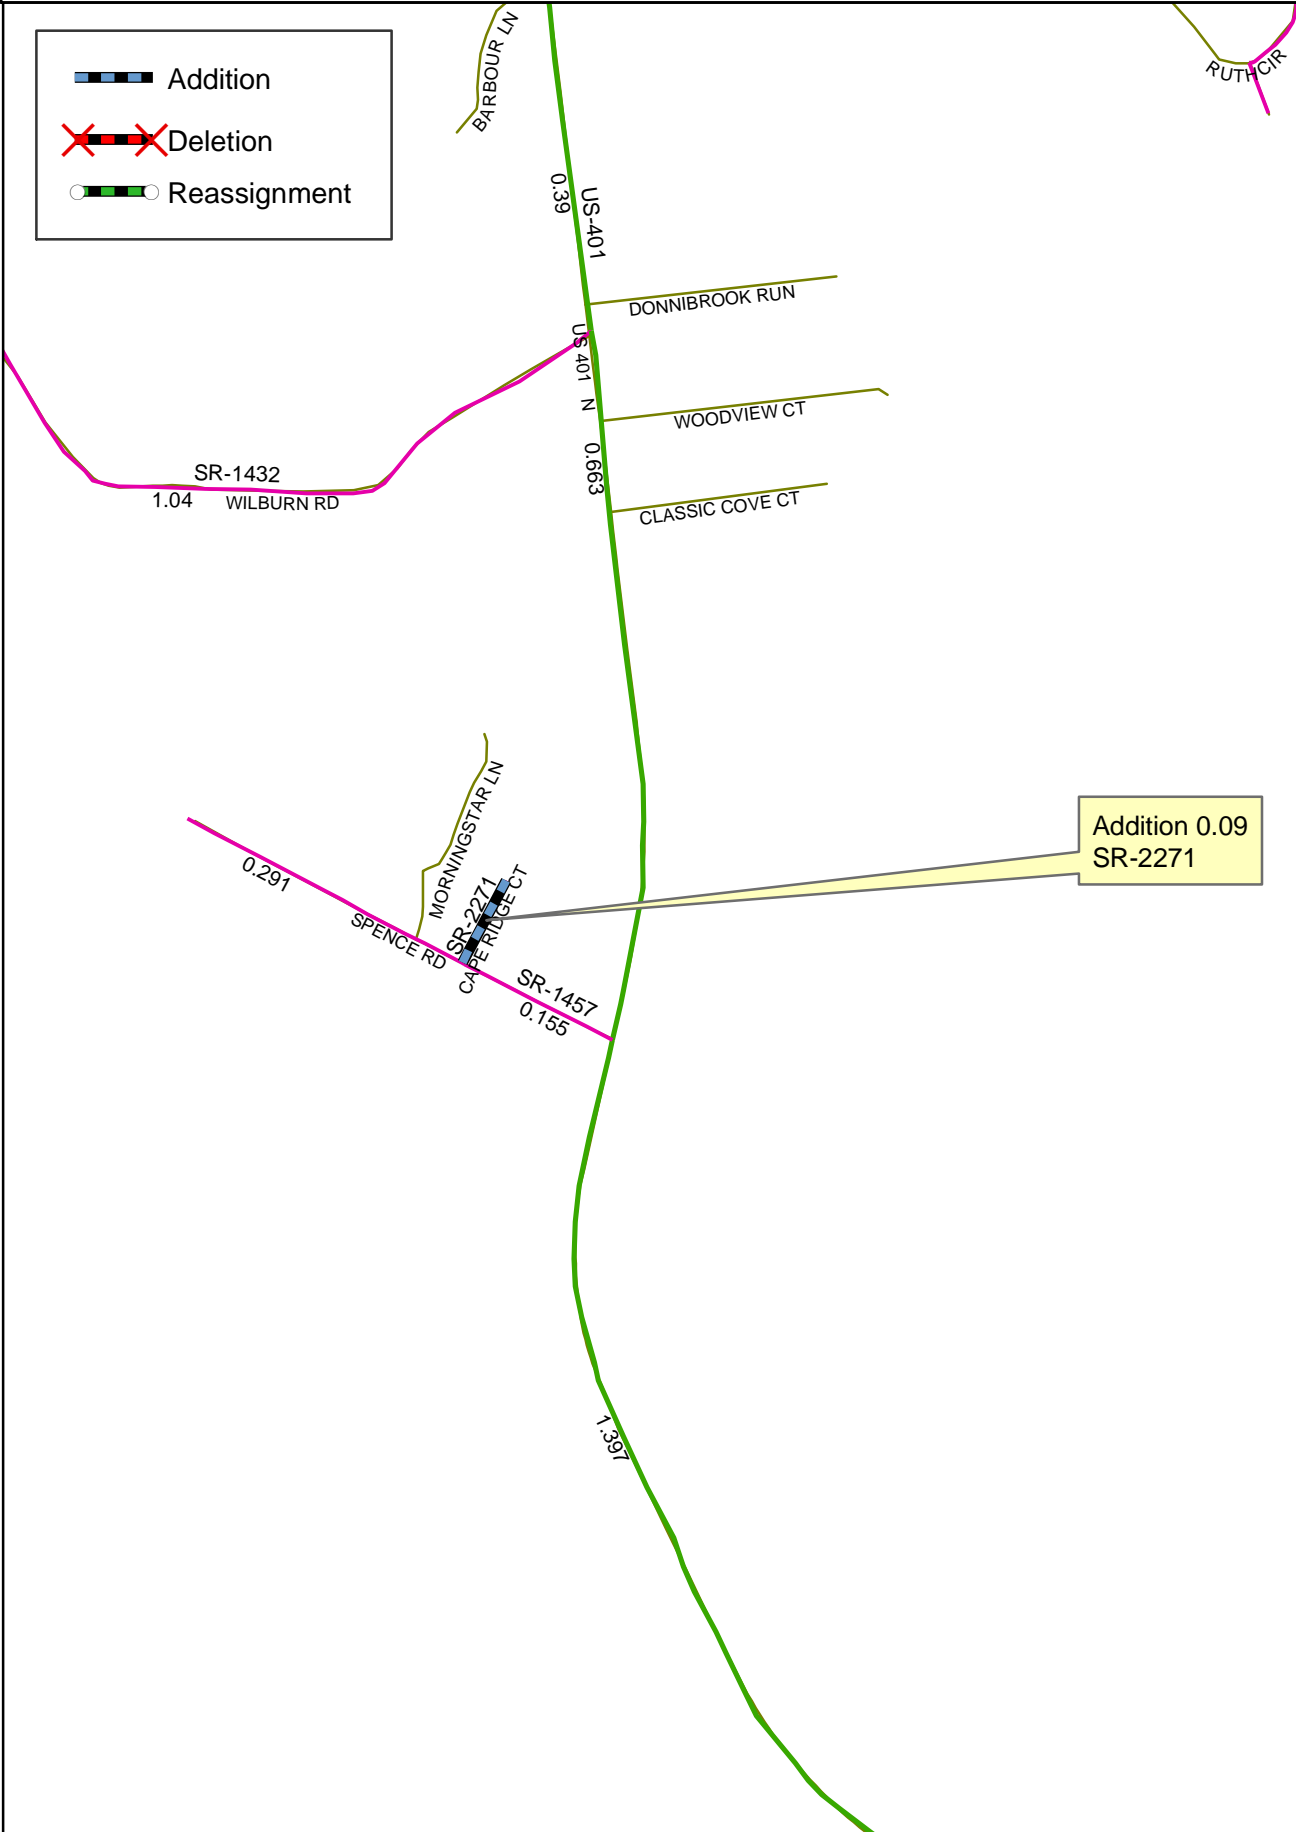 Addition
Deletion
Reassignment
BARBOUR LN
RUTHCIR
0.39
US-401
DONNIBROOK RUN
US 401 N
WOODVIEW CT
0.663
SR-1432
1.04
WILBURN RD
CLASSIC COVE CT
MORNINGSTAR LN
Addition 0.09
SR-2271
0.291
SR-2271
CAPE RIDGE CT
SPENCE RD
SR-1457
0.155
1.397